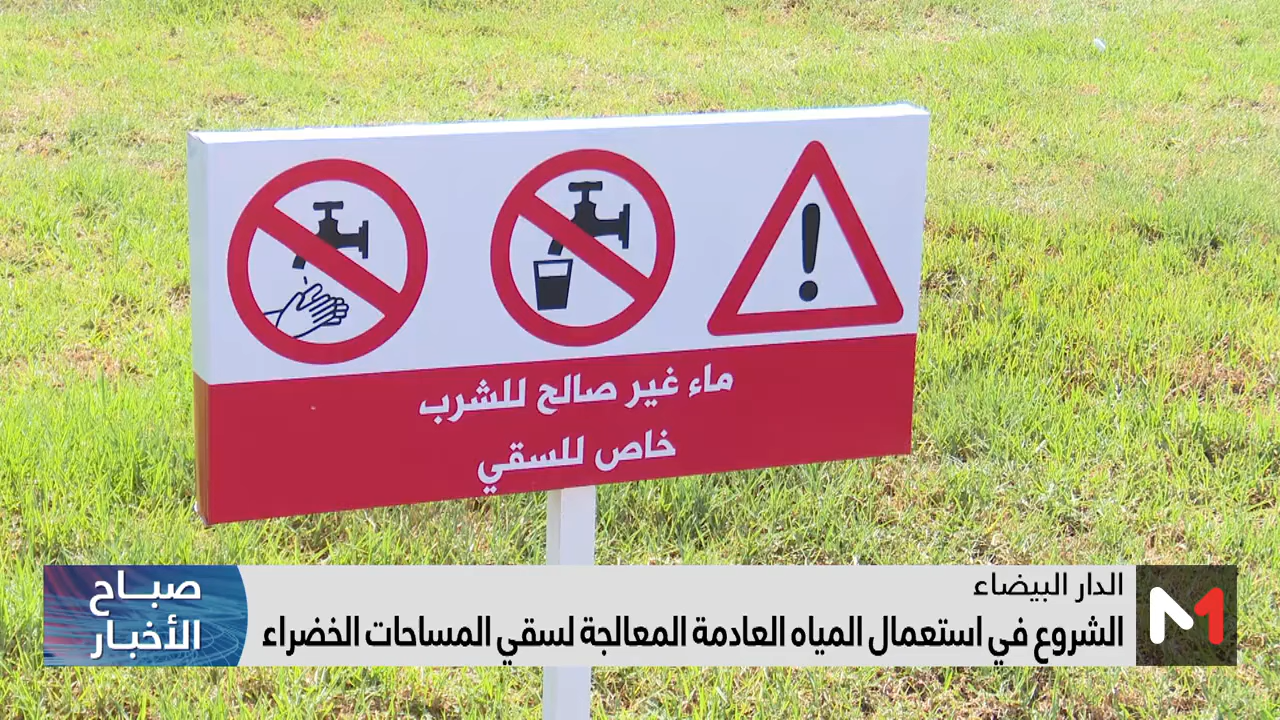 ماء غير صالح للشرب
خاص للسقي
الدار البيضاء
الشروع في استعمال المياه العادمة المعالجة لسقي المساحات الخضراء
صباح
الأخبار
M1